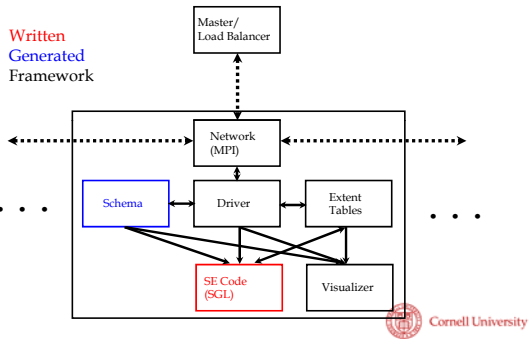 Master/
Load Balancer
Written
Generated
Framework
Network
(MPI)
Schema
Driver
Extent
Tables
. . .
. . .
SE Code
(SGL)
Visualizer
Cornell University